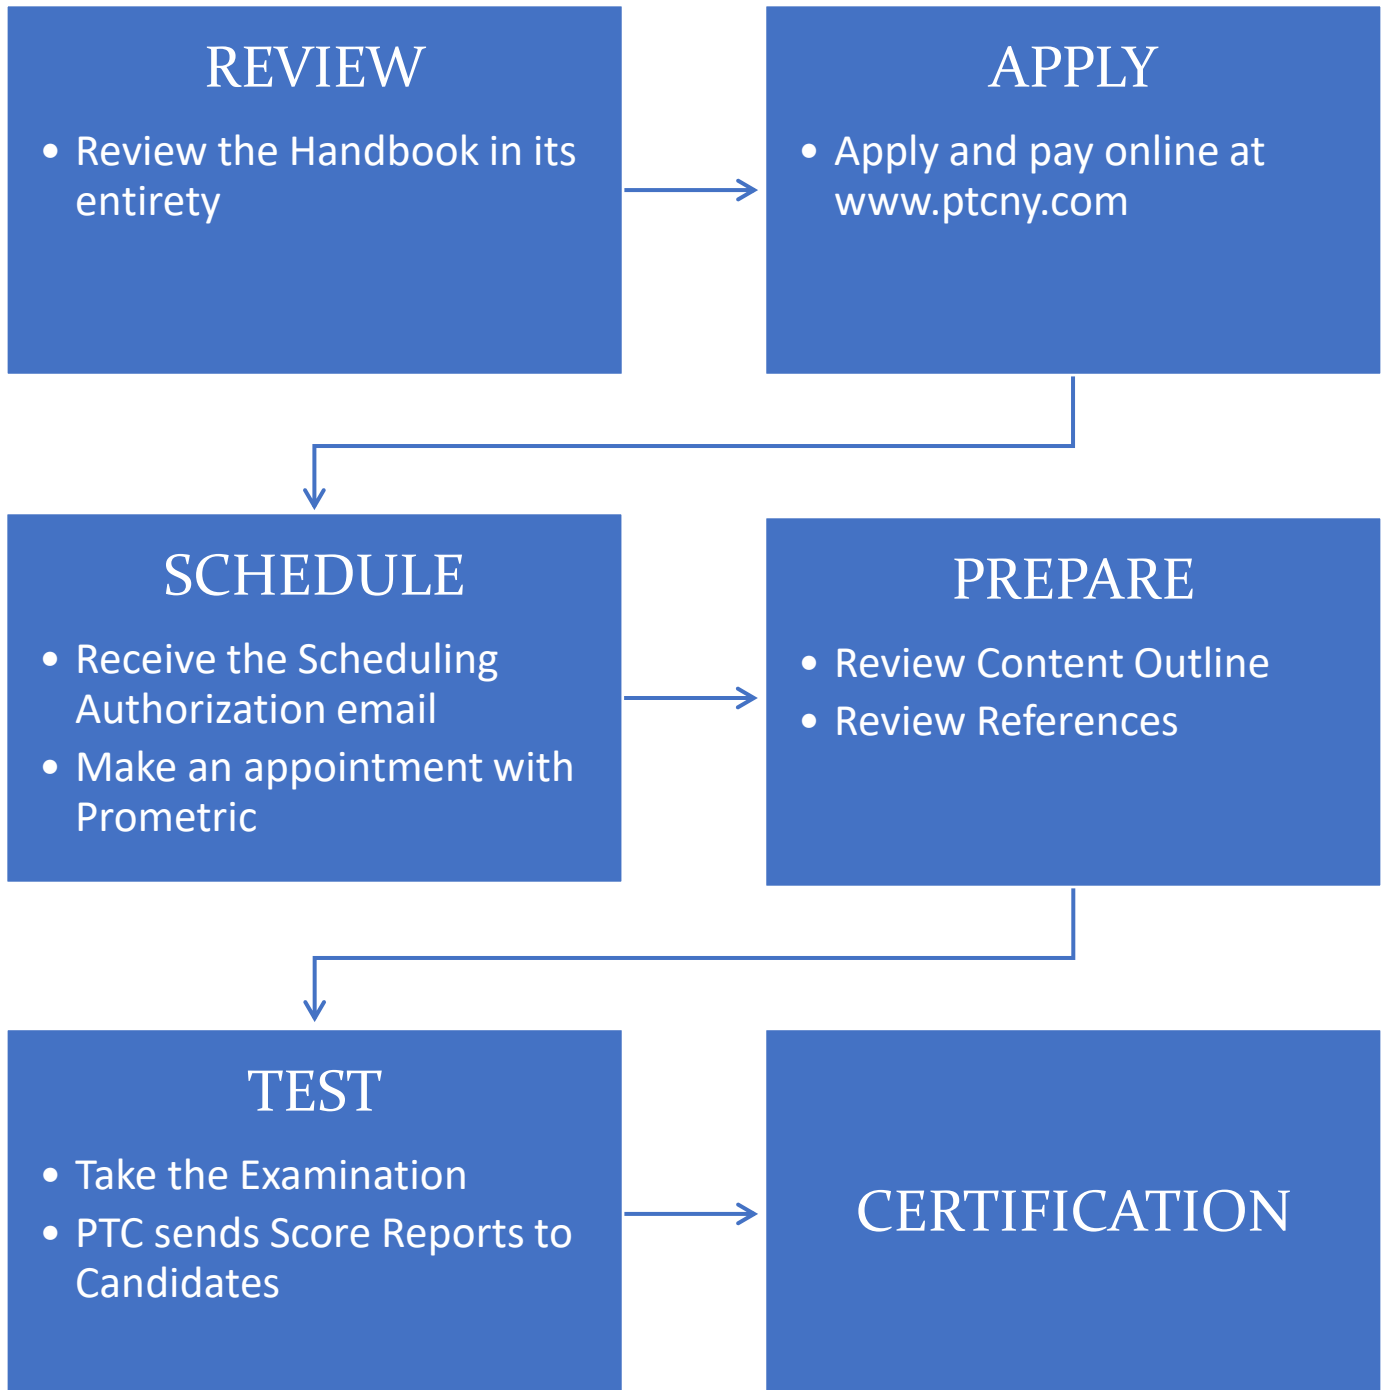 REVIEW
• Review the Handbook in its
entirety
APPLY
• Apply and pay online at
www.ptcny.com
SCHEDULE
• Receive the Scheduling
Authorization email
• Make an appointment with
Prometric
PREPARE
• Review Content Outline
• Review References
TEST
• Take the Examination
• PTC sends Score Reports to
Candidates
CERTIFICATION